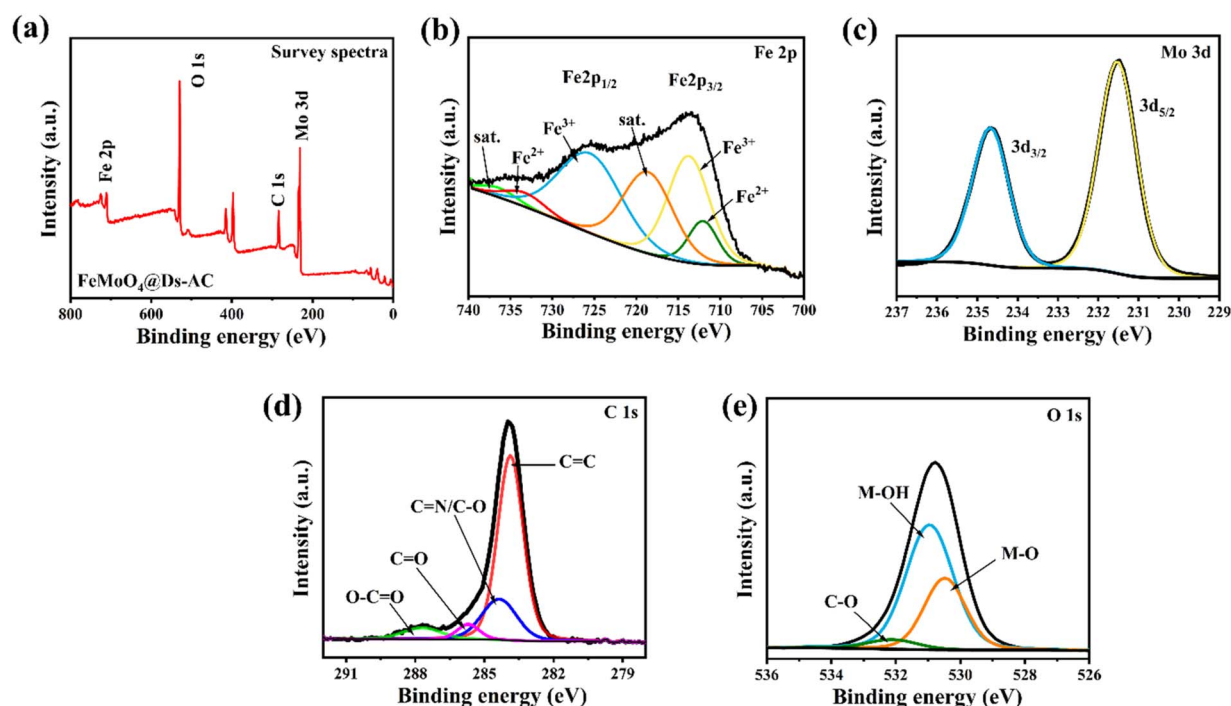 (a)
Survey spectra
O 1s
Mo 3d
Fe 2p
C 1s
FeMoO₄@Ds-AC
Intensity (a.u.)
800 600 400 200 0
Binding energy (eV)
(b)
Fe 2p
Fe2p₁/₂ Fe2p₃/₂
sat.
Fe²⁺
Fe³⁺
sat.
Fe³⁺
Fe²⁺
Intensity (a.u.)
740 735 730 725 720 715 710 705 700
Binding energy (eV)
(c)
Mo 3d
3d₅/₂
3d₃/₂
Intensity (a.u.)
237 236 235 234 233 232 231 230 229
Binding energy (eV)
(d)
C 1s
C=C
C=N/C-O
C=O
O-C=O
Intensity (a.u.)
291 288 285 282 279
Binding energy (eV)
(e)
O 1s
M-OH
M-O
C-O
Intensity (a.u.)
536 534 532 530 528 526
Binding energy (eV)